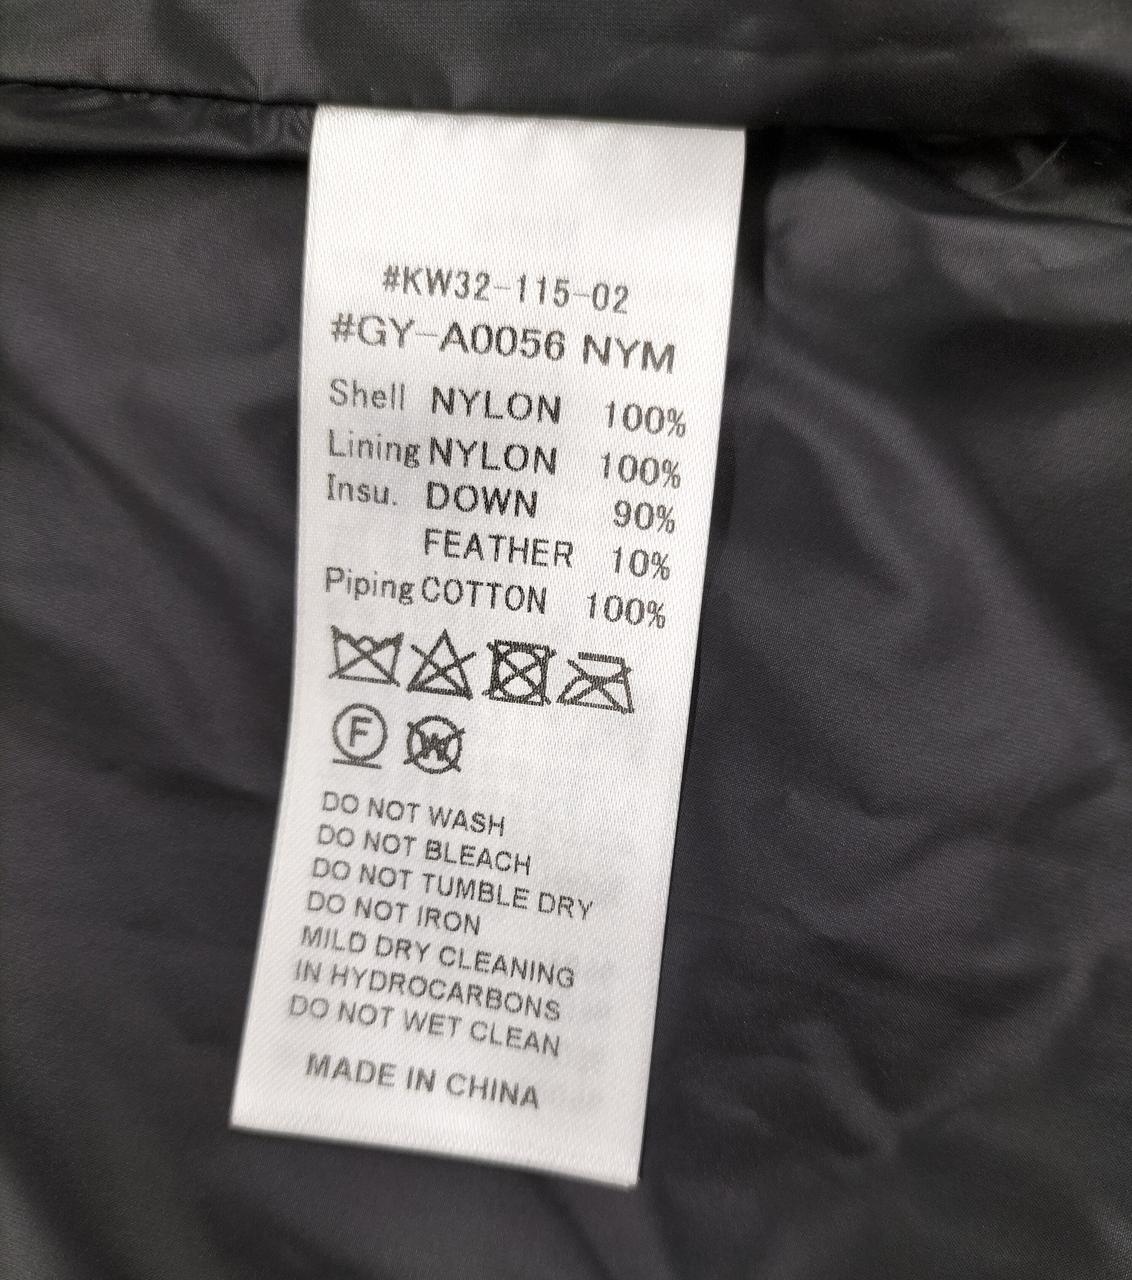 #KW32-115-02
#GY-A0056 NYM
Shell NYLON 100%
Lining NYLON 100%
Insu. DOWN 90%
FEATHER 10%
Piping COTTON 100%
F W
DO NOT WASH
DO NOT BLEACH
DO NOT TUMBLE DRY
DO NOT IRON
MILD DRY CLEANING
IN HYDROCARBONS
DO NOT WET CLEAN
MADE IN CHINA